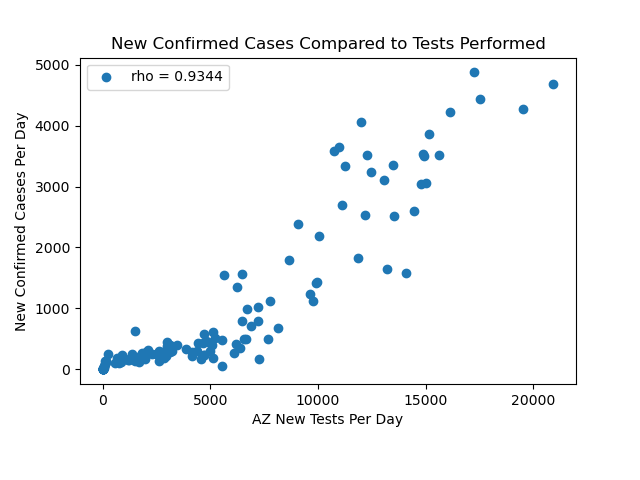 New Confirmed Cases Compared to Tests Performed
rho = 0.9344
5000
4000
3000
2000
1000
0
New Confirmed Caeses Per Day
0 5000 10000 15000 20000
AZ New Tests Per Day